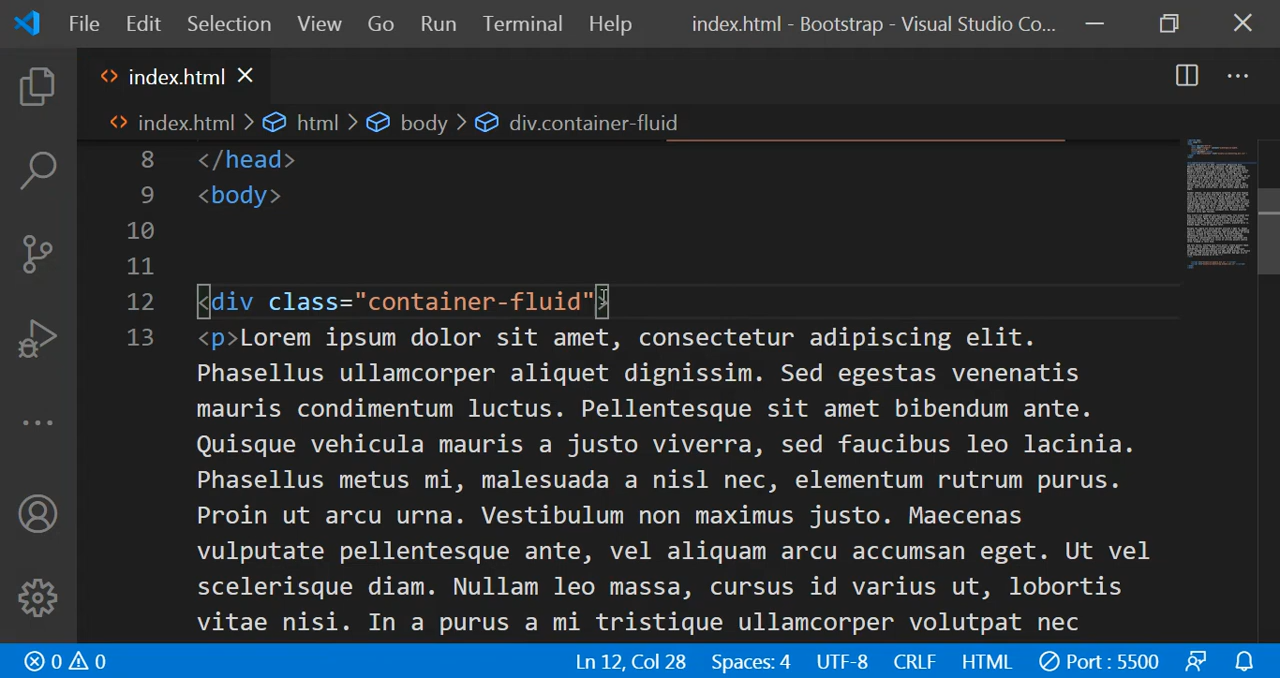 File Edit Selection View Go Run Terminal Help index.html - Bootstrap - Visual Studio Co...
index.html
index.html > html > body > div.container-fluid
8 </head>
9 <body>
10
11
12 <div class="container-fluid">
13 <p>Lorem ipsum dolor sit amet, consectetur adipiscing elit.
Phasellus ullamcorper aliquet dignissim. Sed egestas venenatis
mauris condimentum luctus. Pellentesque sit amet bibendum ante.
Quisque vehicula mauris a justo viverra, sed faucibus leo lacinia.
Phasellus metus mi, malesuada a nisl nec, elementum rutrum purus.
Proin ut arcu urna. Vestibulum non maximus justo. Maecenas
vulputate pellentesque ante, vel aliquam arcu accumsan eget. Ut vel
scelerisque diam. Nullam leo massa, cursus id varius ut, lobortis
vitae nisi. In a purus a mi tristique ullamcorper volutpat nec
0 0 Ln 12, Col 28 Spaces: 4 UTF-8 CRLF HTML Port : 5500